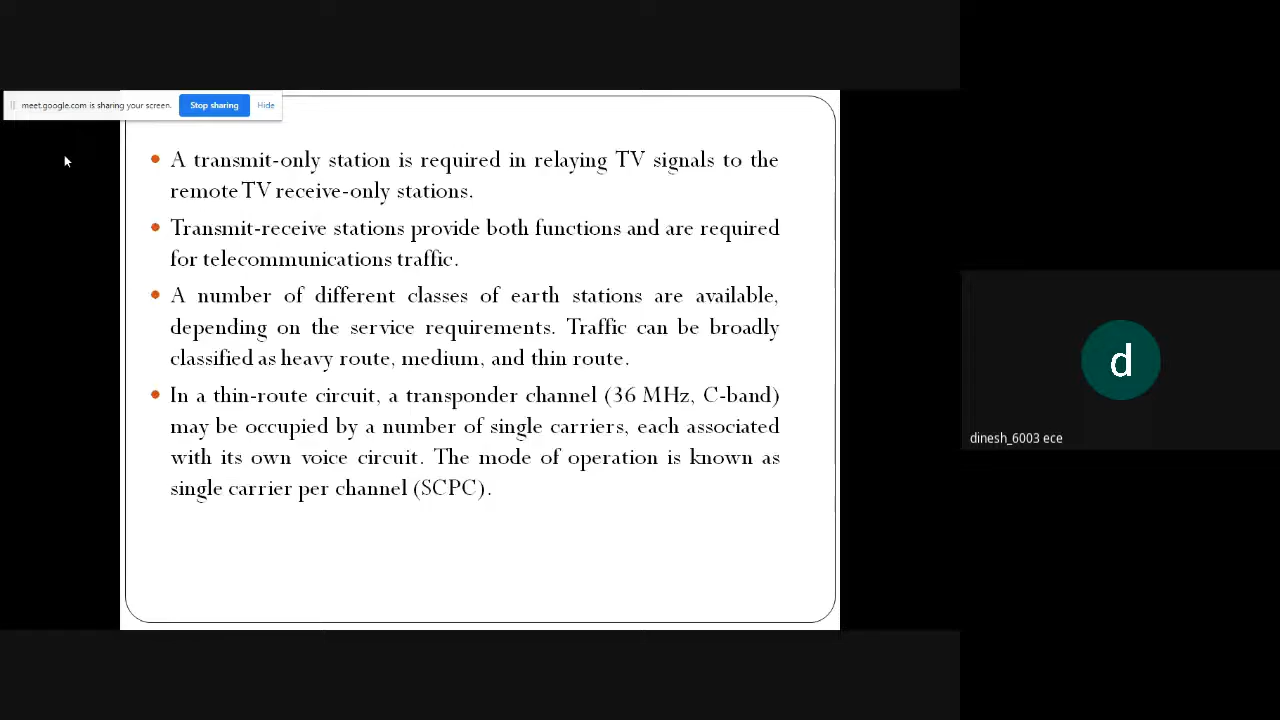 meet.google.com is sharing your screen.
Stop sharing
Hide
• A transmit-only station is required in relaying TV signals to the
remote TV receive-only stations.
• Transmit-receive stations provide both functions and are required
for telecommunications traffic.
• A number of different classes of earth stations are available,
depending on the service requirements. Traffic can be broadly
classified as heavy route, medium, and thin route.
• In a thin-route circuit, a transponder channel (36 MHz, C-band)
may be occupied by a number of single carriers, each associated
with its own voice circuit. The mode of operation is known as
single carrier per channel (SCPC).
d
dinesh_6003 ece